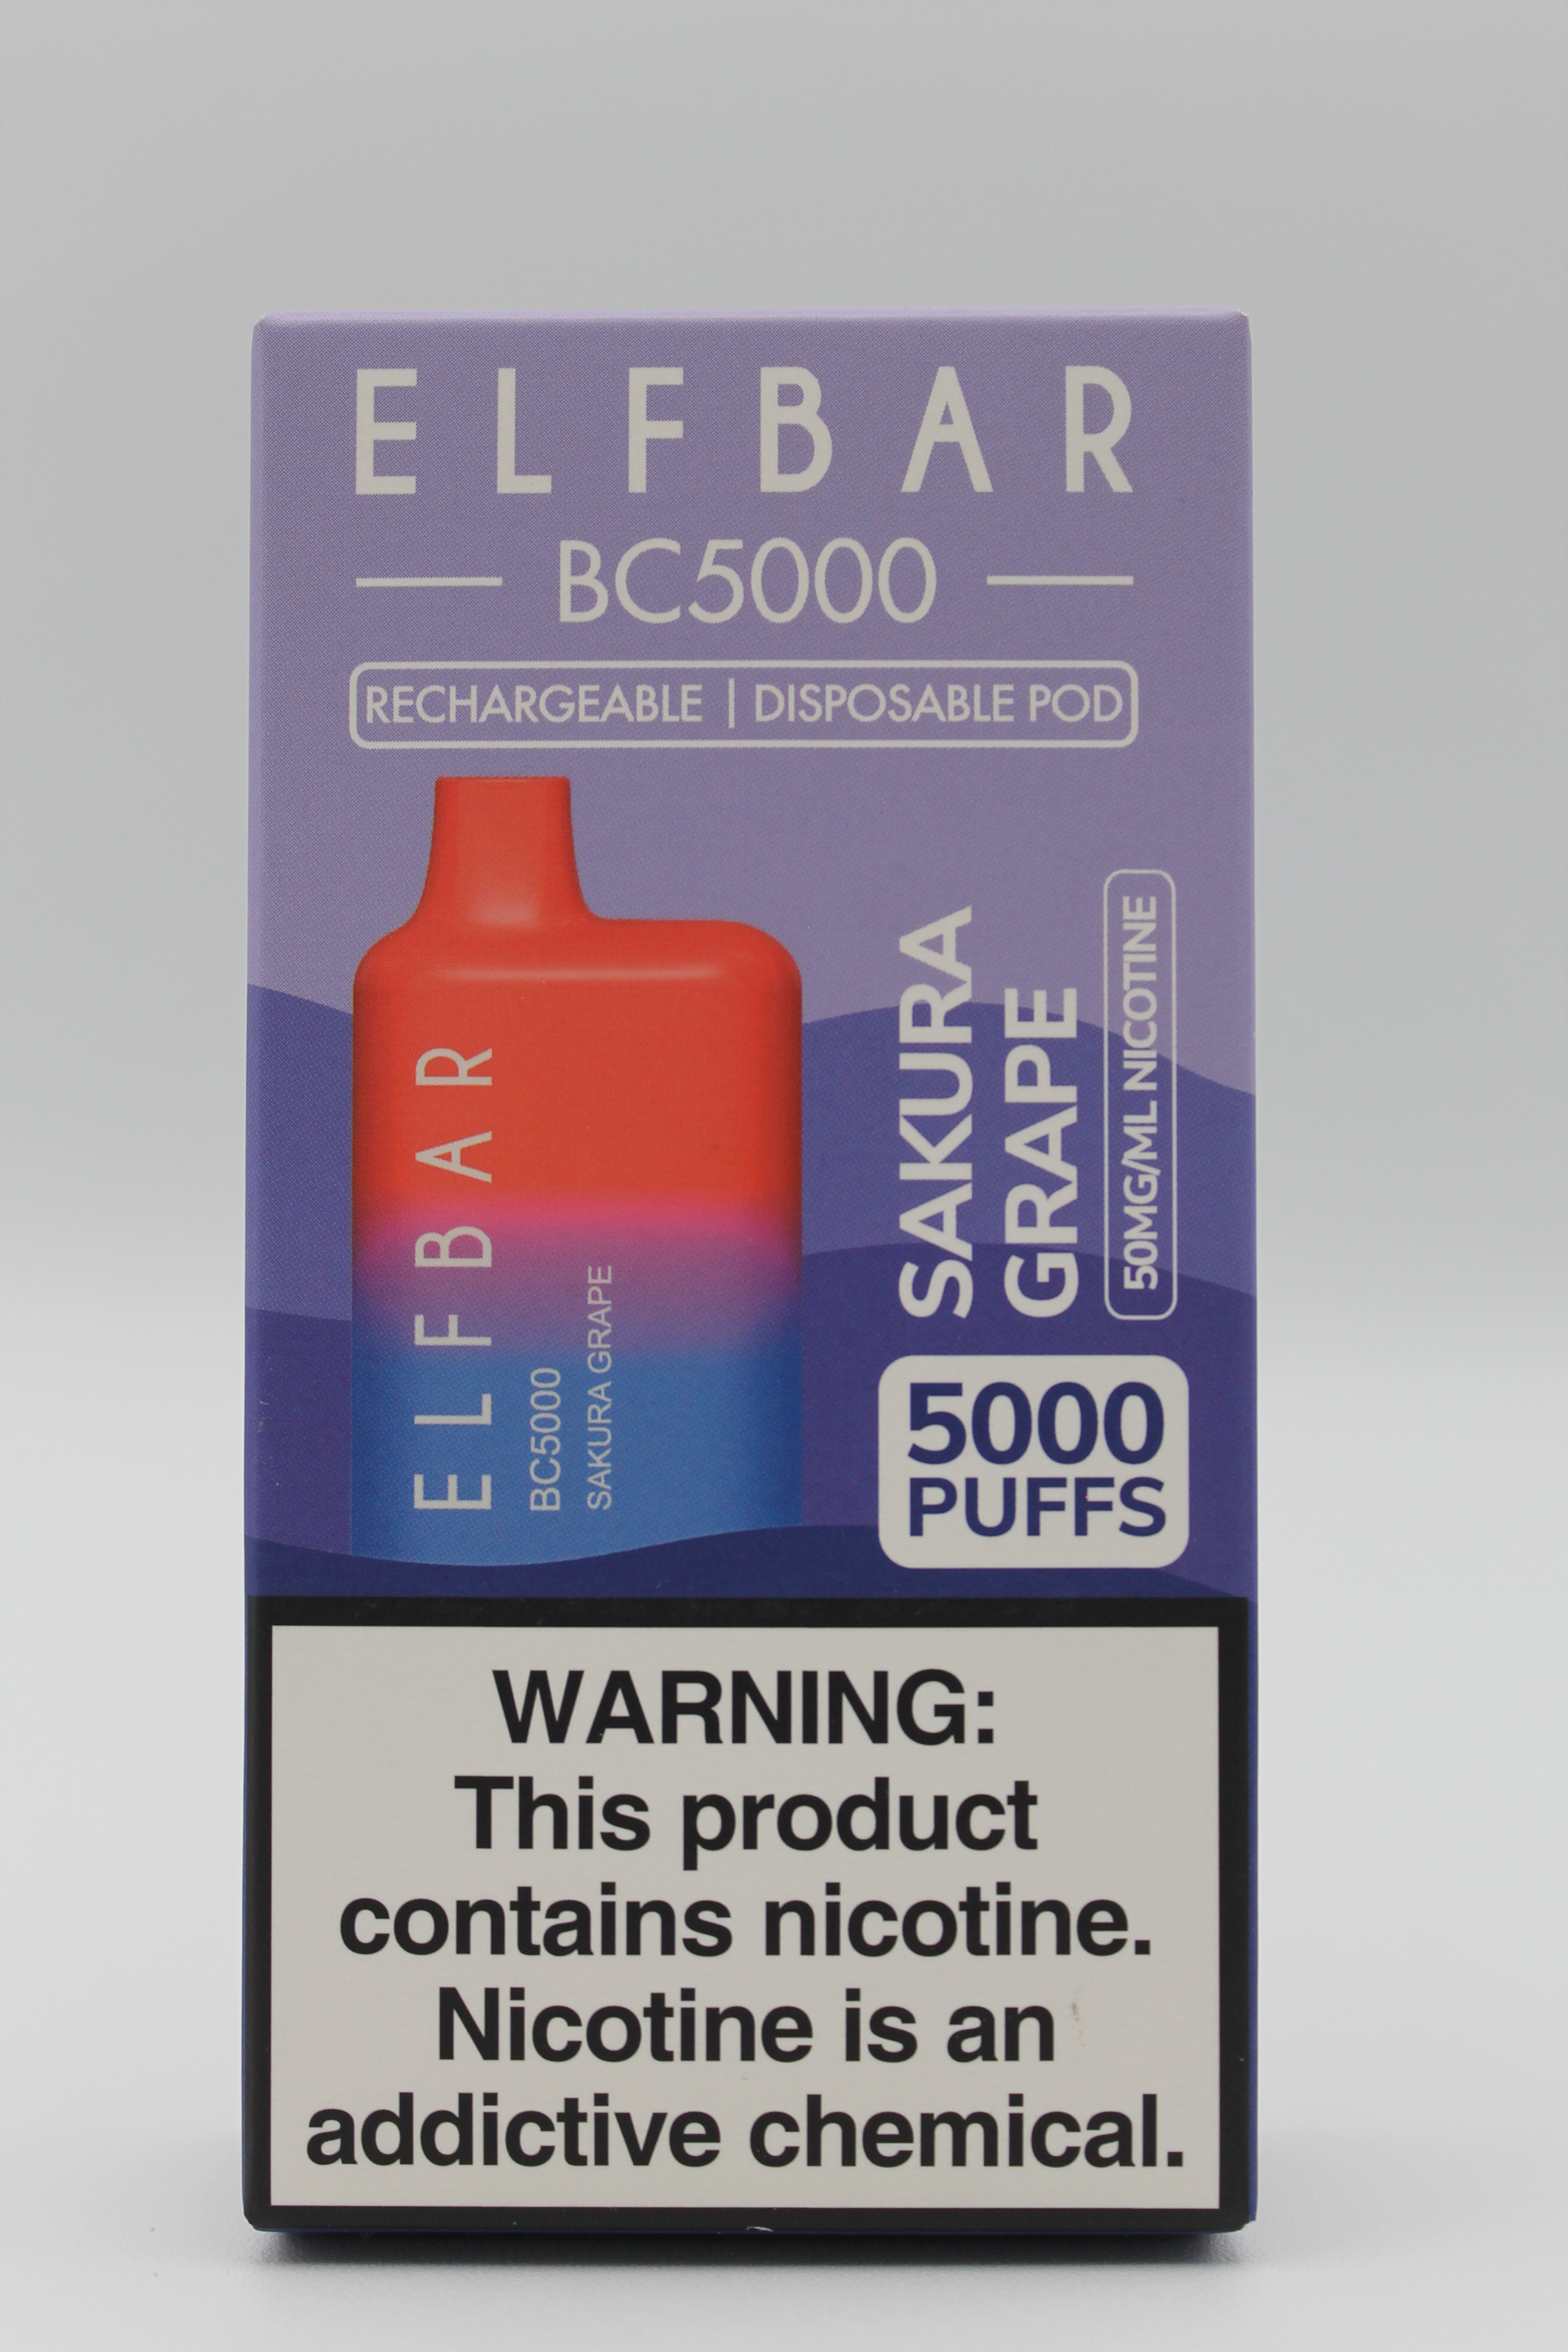 ELFBAR
BC5000
RECHARGEABLE | DISPOSABLE POD
ELFBAR
BC5000
SAKURA GRAPE
SAKURA
GRAPE
50MG/ML NICOTINE
5000
PUFFS
WARNING:
This product
contains nicotine.
Nicotine is an
addictive chemical.